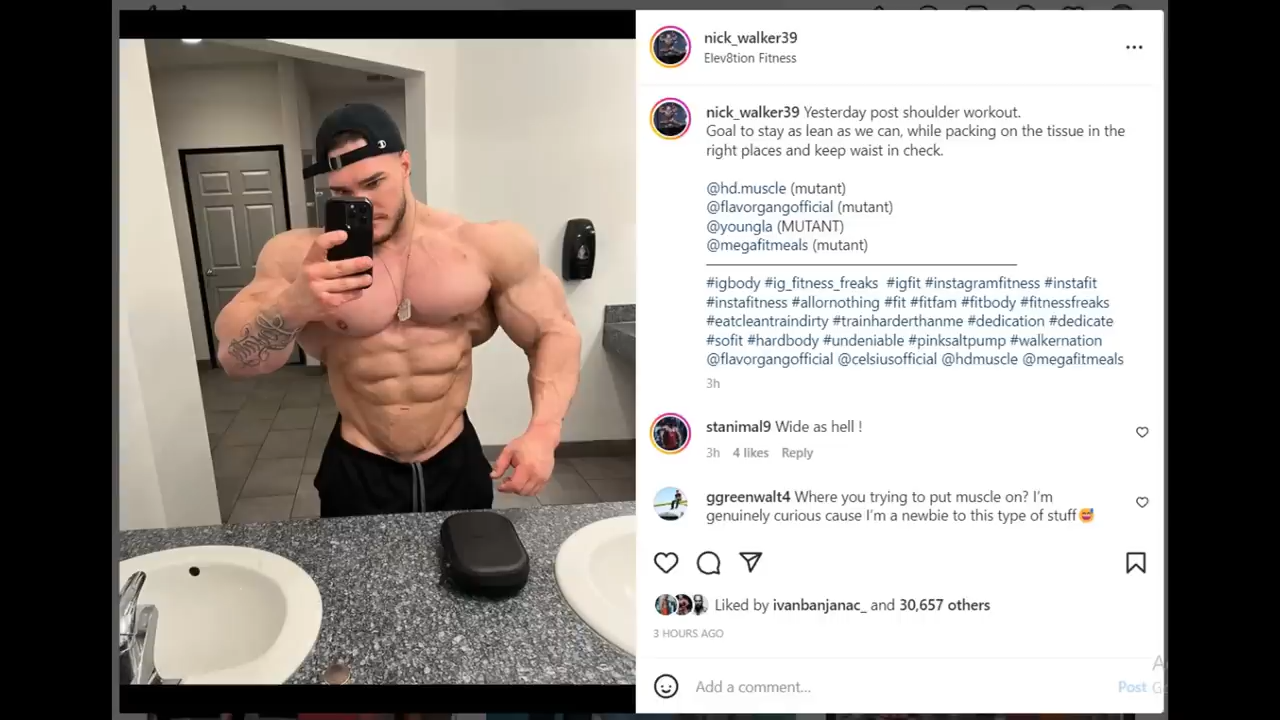 nick_walker39
Elev8tion Fitness
nick_walker39 Yesterday post shoulder workout.
Goal to stay as lean as we can, while packing on the tissue in the
right places and keep waist in check.
@hd.muscle (mutant)
@flavorgangofficial (mutant)
@youngla (MUTANT)
@megafitmeals (mutant)
#igbody #ig_fitness_freaks #igfit #instagramfitness #instafit
#instafitness #allornothing #fit #fitfam #fitbody #fitnessfreaks
#eatcleantraindirty #trainharderthanme #dedication #dedicate
#sofit #hardbody #undeniable #pinksaltpump #walkernation
@flavorgangofficial @celsiusofficial @hdmuscle @megafitmeals
3h
stanimal9 Wide as hell !
3h 4 likes Reply
ggreenwalt4 Where you trying to put muscle on? I'm
genuinely curious cause I'm a newbie to this type of stuff😅
Liked by ivanbanjanac_ and 30,657 others
3 HOURS AGO
Add a comment...
Post